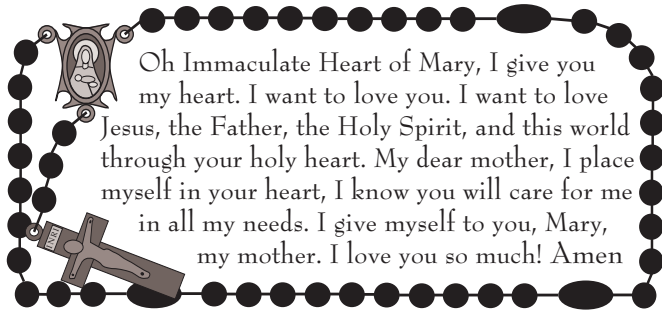 Oh Immaculate Heart of Mary, I give you
my heart. I want to love you. I want to love
Jesus, the Father, the Holy Spirit, and this world
through your holy heart. My dear mother, I place
myself in your heart, I know you will care for me
in all my needs. I give myself to you, Mary,
my mother. I love you so much! Amen
INRI